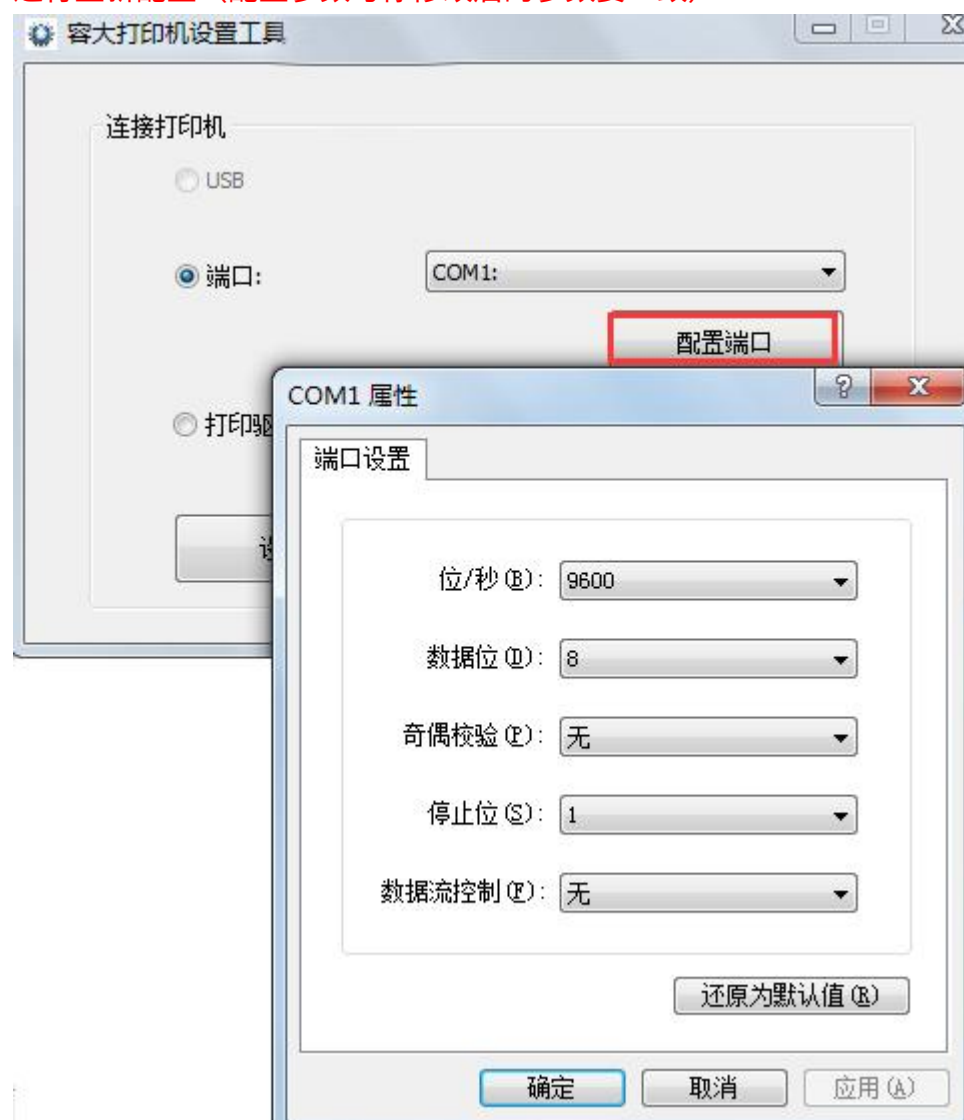 容大打印机设置工具
连接打印机
USB
端口:
COM1:
配置端口
打印驱
COM1 属性
端口设置
位/秒(B):
9600
数据位(D):
8
奇偶校验(P):
无
停止位(S):
1
数据流控制(F):
无
还原为默认值(R)
确定
取消
应用(A)